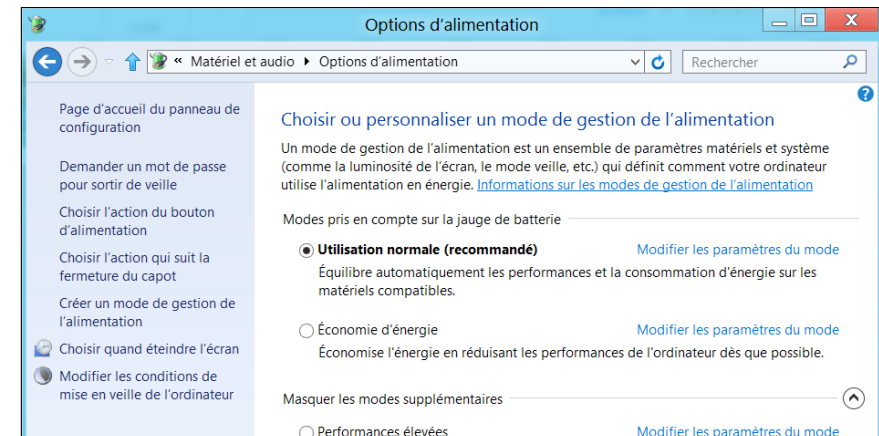 Options d'alimentation
« Matériel et audio Options d'alimentation
Rechercher
Page d'accueil du panneau de
configuration
Demander un mot de passe
pour sortir de veille
Choisir l'action du bouton
d'alimentation
Choisir l'action qui suit la
fermeture du capot
Créer un mode de gestion de
l'alimentation
Choisir quand éteindre l'écran
Modifier les conditions de
mise en veille de l'ordinateur
Choisir ou personnaliser un mode de gestion de l'alimentation
Un mode de gestion de l'alimentation est un ensemble de paramètres matériels et système
(comme la luminosité de l'écran, le mode veille, etc.) qui définit comment votre ordinateur
utilise l'alimentation en énergie. Informations sur les modes de gestion de l'alimentation
Modes pris en compte sur la jauge de batterie
Utilisation normale (recommandé) Modifier les paramètres du mode
Équilibre automatiquement les performances et la consommation d'énergie sur les
matériels compatibles.
Économie d'énergie Modifier les paramètres du mode
Économise l'énergie en réduisant les performances de l'ordinateur dès que possible.
Masquer les modes supplémentaires
Performances élevées Modifier les paramètres du mode